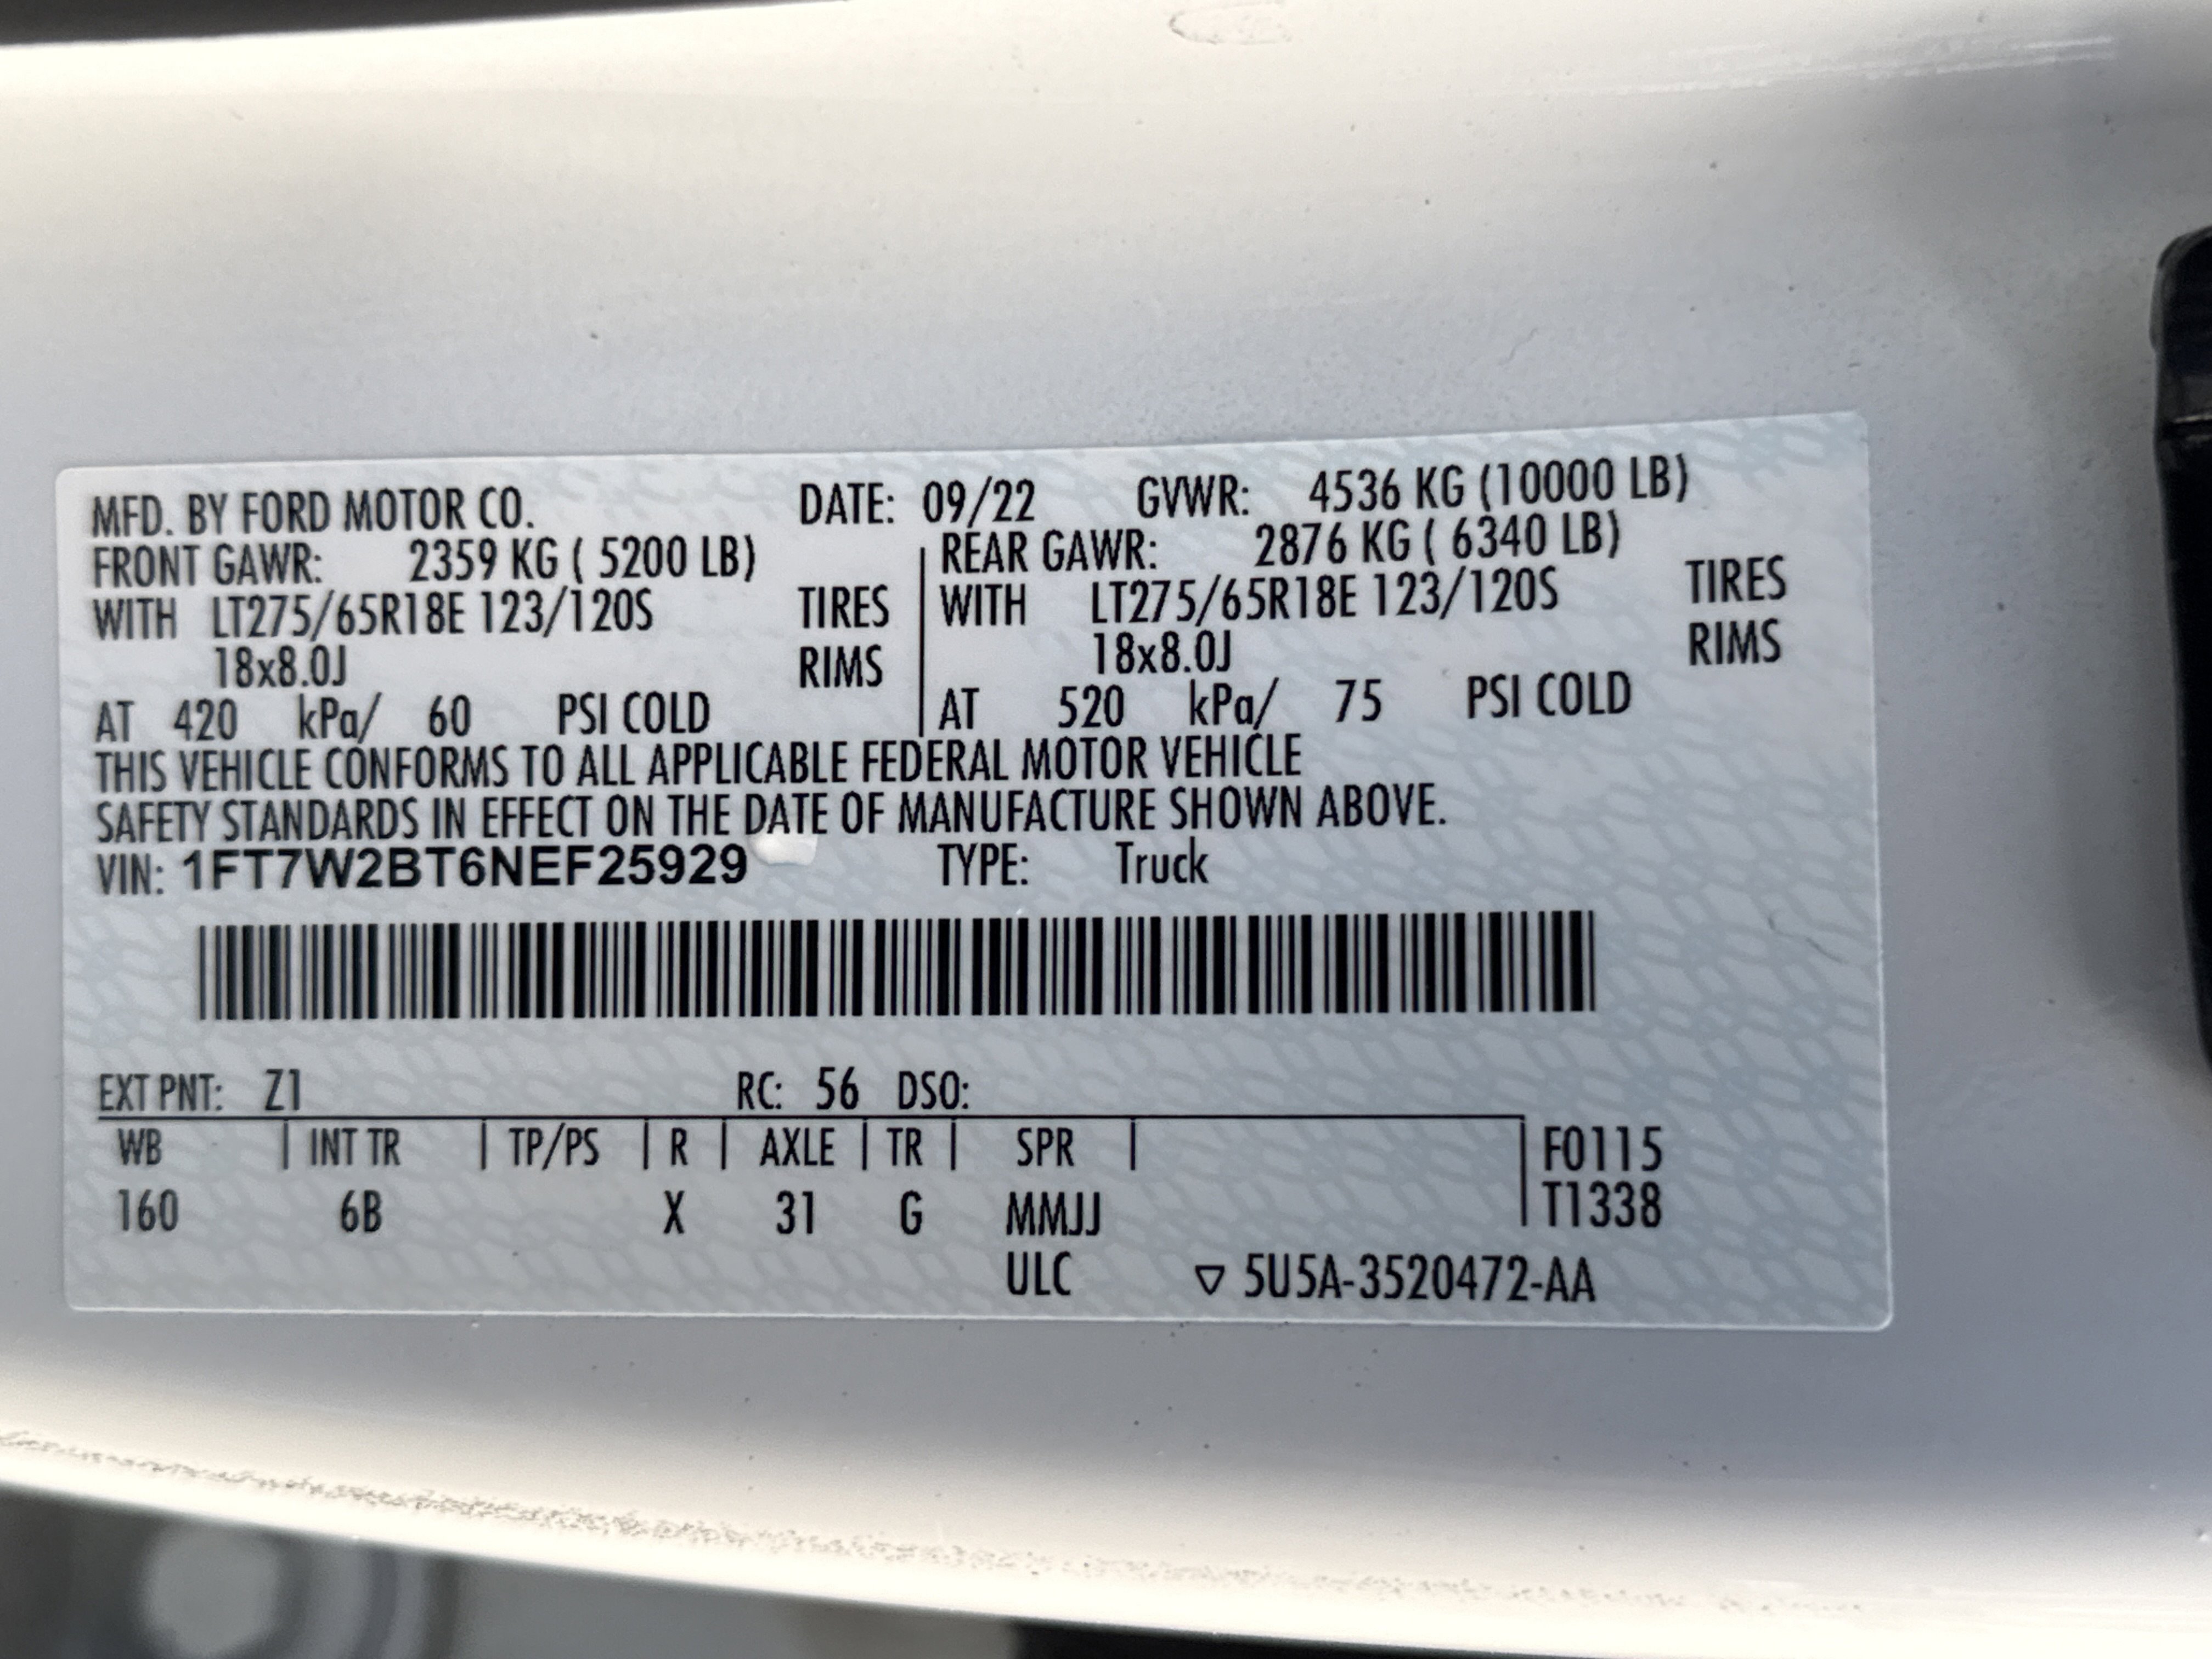 MFD. BY FORD MOTOR CO. DATE: 09/22 GVWR: 4536 KG (10000 LB)
FRONT GAWR: 2359 KG ( 5200 LB) REAR GAWR: 2876 KG ( 6340 LB)
WITH LT275/65R18E 123/120S TIRES WITH LT275/65R18E 123/120S TIRES
18x8.0J RIMS 18x8.0J RIMS
AT 420 kPa/ 60 PSI COLD AT 520 kPa/ 75 PSI COLD
THIS VEHICLE CONFORMS TO ALL APPLICABLE FEDERAL MOTOR VEHICLE
SAFETY STANDARDS IN EFFECT ON THE DATE OF MANUFACTURE SHOWN ABOVE.
VIN: 1FT7W2BT6NEF25929 TYPE: Truck
EXT PNT: Z1 RC: 56 DSO:
WB | INT TR | TP/PS | R | AXLE | TR | SPR | F0115
160 6B X 31 G MMJJ T1338
ULC ▽ 5U5A-3520472-AA